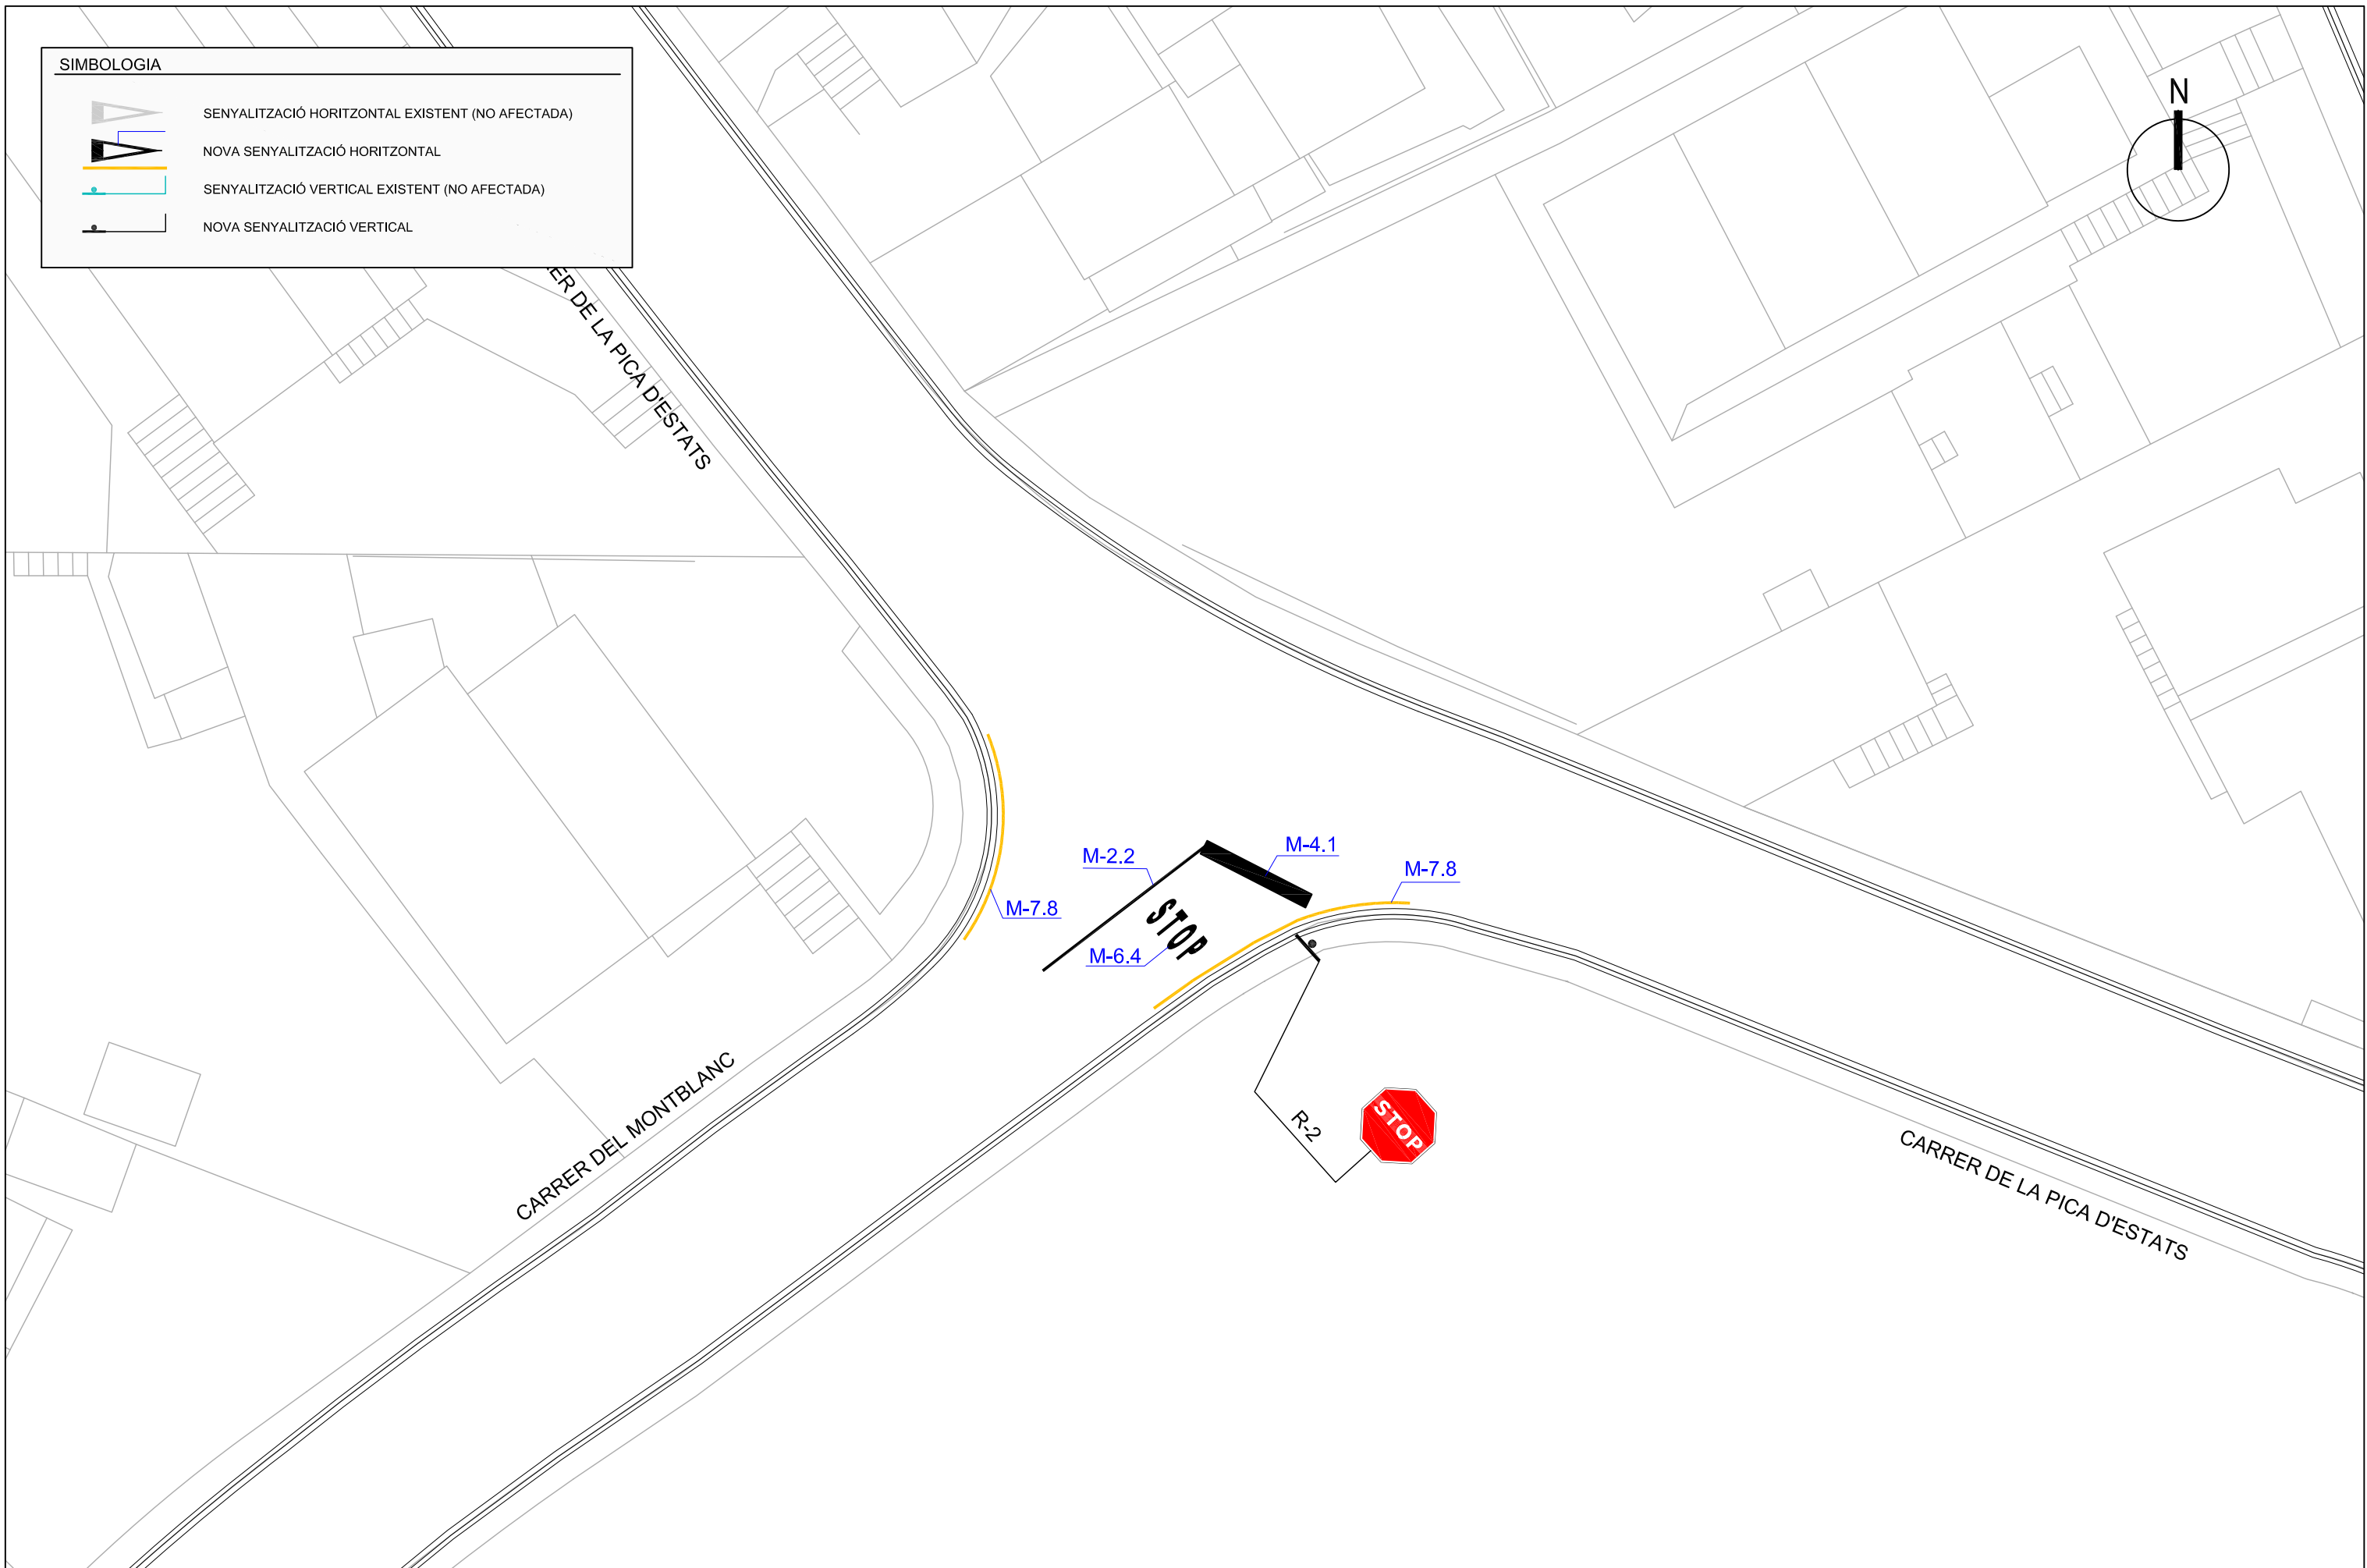 SIMBOLOGIA
SENYALITZACIÓ HORITZONTAL EXISTENT (NO AFECTADA)
NOVA SENYALITZACIÓ HORITZONTAL
SENYALITZACIÓ VERTICAL EXISTENT (NO AFECTADA)
NOVA SENYALITZACIÓ VERTICAL
N
ER DE LA PICA D'ESTATS
M-2.2
M-4.1
M-7.8
M-7.8
STOP
M-6.4
CARRER DEL MONTBLANC
R-2
STOP
CARRER DE LA PICA D'ESTATS